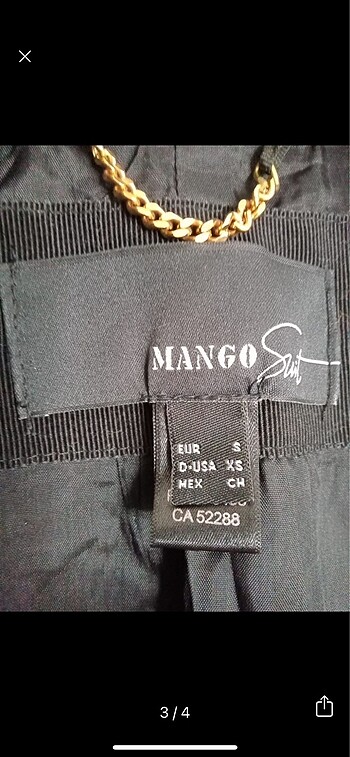 MANGO Suit
EUR S
D-USA XS
MEX CH
CA 52288
3 / 4